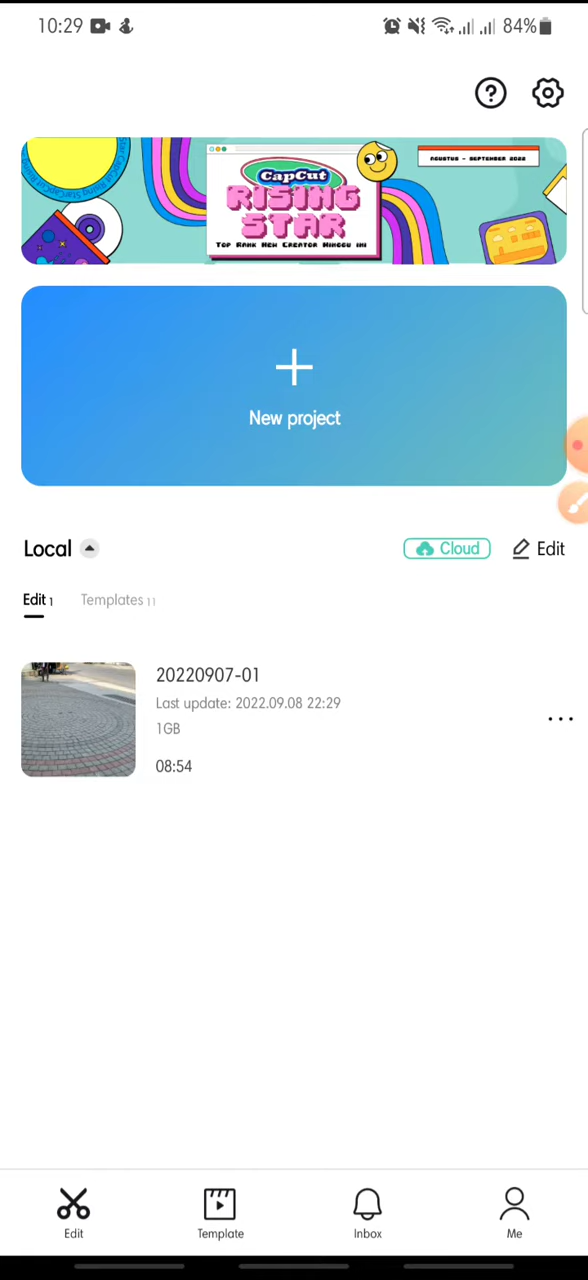 10:29
84%
AGUSTUS - SEPTEMBER 2022
CapCut
RISING
STAR
TOP RANK NEW CREATOR MINGGU INI
New project
Local
Cloud
Edit
Edit 1
Templates 11
20220907-01
Last update: 2022.09.08 22:29
1GB
08:54
Edit
Template
Inbox
Me